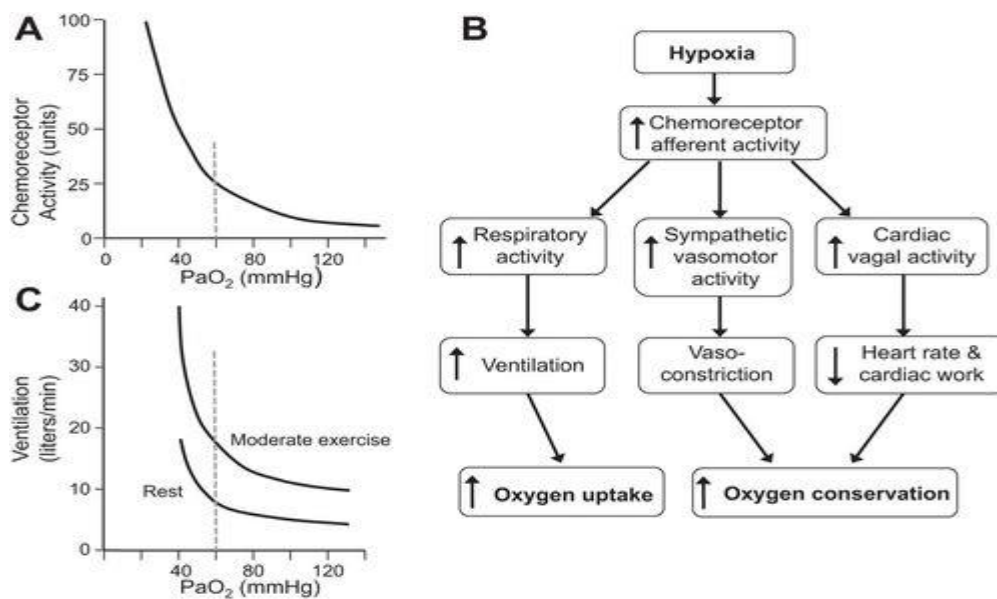 A
Chemoreceptor
Activity (units)
100
75
50
25
0
0
40
80
120
PaO2 (mmHg)
B
Hypoxia
↑ Chemoreceptor
afferent activity
↑ Respiratory
activity
↑ Sympathetic
vasomotor
activity
↑ Cardiac
vagal activity
↑ Ventilation
Vaso-
constriction
↓ Heart rate &
cardiac work
↑ Oxygen uptake
↑ Oxygen conservation
C
Ventilation
(liters/min)
40
30
20
10
0
Moderate exercise
Rest
0
40
80
120
PaO2 (mmHg)